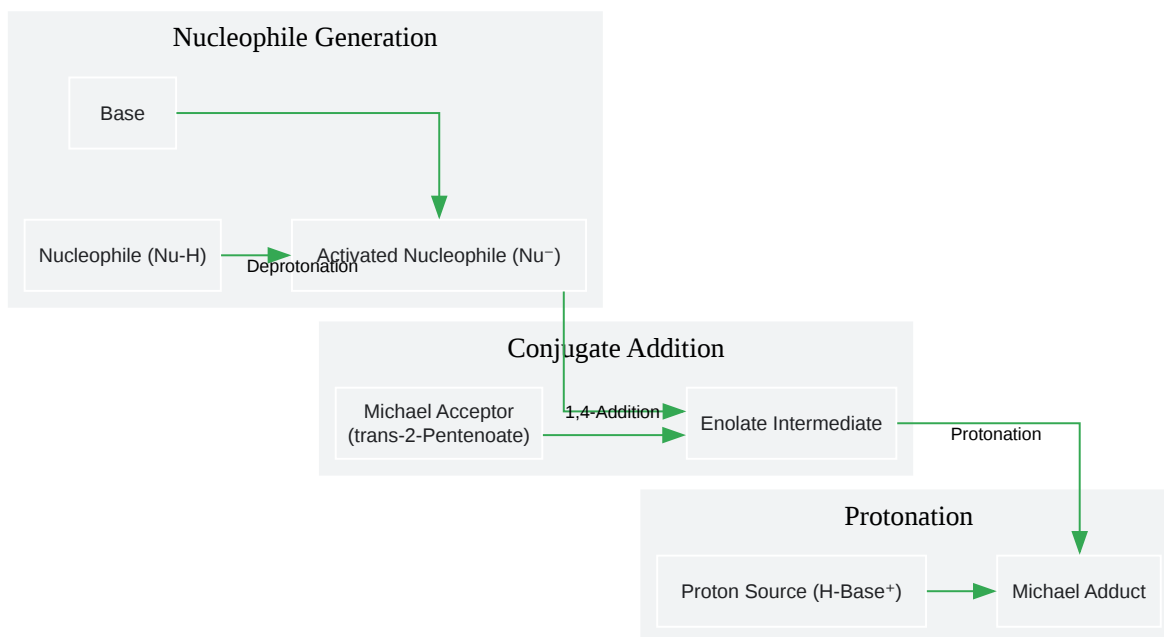 Nucleophile Generation
Base
Nucleophile (Nu-H)
Deprotonation
Activated Nucleophile (Nu⁻)
Conjugate Addition
Michael Acceptor
(trans-2-Pentenoate)
1,4-Addition
Enolate Intermediate
Protonation
Protonation
Proton Source (H-Base⁺)
Michael Adduct